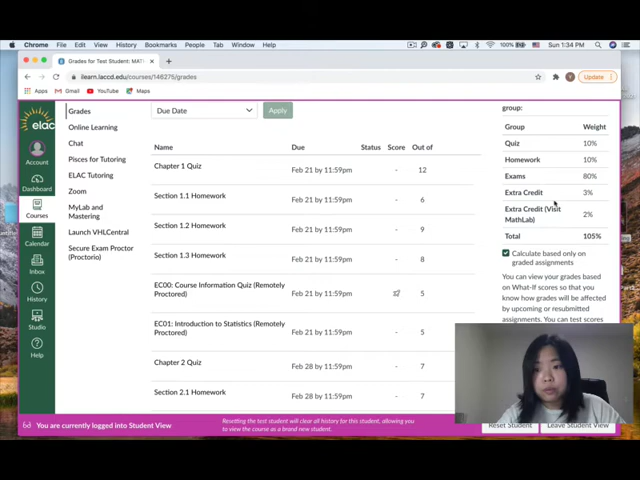 Chrome File Edit View History Bookmarks People Tab Window Help
100% Sun 1:34 PM
Grades for Test Student: MATH
ilearn.laccd.edu/courses/146275/grades
Update
Apps Gmail YouTube Maps
elac
Account
Dashboard
Courses
Calendar
Inbox
History
Studio
Help
Grades
Online Learning
Chat
Pisces for Tutoring
ELAC Tutoring
Zoom
MyLab and
Mastering
Launch VHLCentral
Secure Exam Proctor
(Proctorio)
Due Date
Apply
Name Due Status Score Out of
Chapter 1 Quiz Feb 21 by 11:59pm - 12
Section 1.1 Homework Feb 21 by 11:59pm - 6
Section 1.2 Homework Feb 21 by 11:59pm - 9
Section 1.3 Homework Feb 21 by 11:59pm - 8
EC00: Course Information Quiz (Remotely
Proctored) Feb 21 by 11:59pm 5
EC01: Introduction to Statistics (Remotely
Proctored) Feb 21 by 11:59pm - 5
Chapter 2 Quiz Feb 28 by 11:59pm - 7
Section 2.1 Homework Feb 28 by 11:59pm - 7
group:
Group Weight
Quiz 10%
Homework 10%
Exams 80%
Extra Credit 3%
Extra Credit (Visit
MathLab) 2%
Total 105%
Calculate based only on
graded assignments
You can view your grades based
on What-If scores so that you
know how grades will be affected
by upcoming or resubmitted
assignments. You can test scores
You are currently logged into Student View
Resetting the test student will clear all history for this student, allowing
you to view the course as a brand new student.
Reset Student
Leave Student View